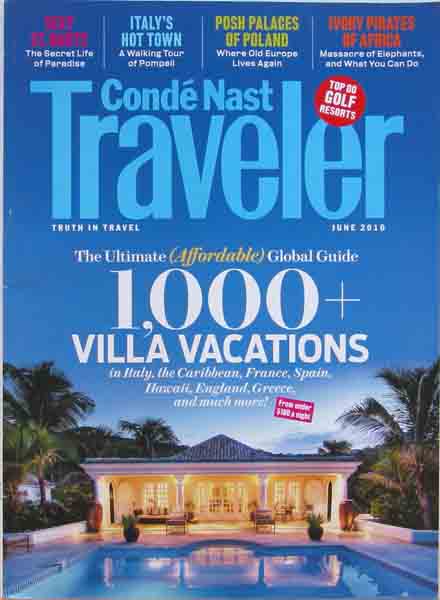 SEXY
ST. BARTS
The Secret Life
of Paradise
ITALY'S
HOT TOWN
A Walking Tour
of Pompeii
POSH PALACES
OF POLAND
Where Old Europe
Lives Again
IVORY PIRATES
OF AFRICA
Massacre of Elephants,
and What You Can Do
Condé Nast
Traveler
TOP 80
GOLF
RESORTS
TRUTH IN TRAVEL
JUNE 2010
The Ultimate (Affordable) Global Guide
1,000+
VILLA VACATIONS
in Italy, the Caribbean, France, Spain,
Hawaii, England, Greece,
and much more!
From under
$100 a night